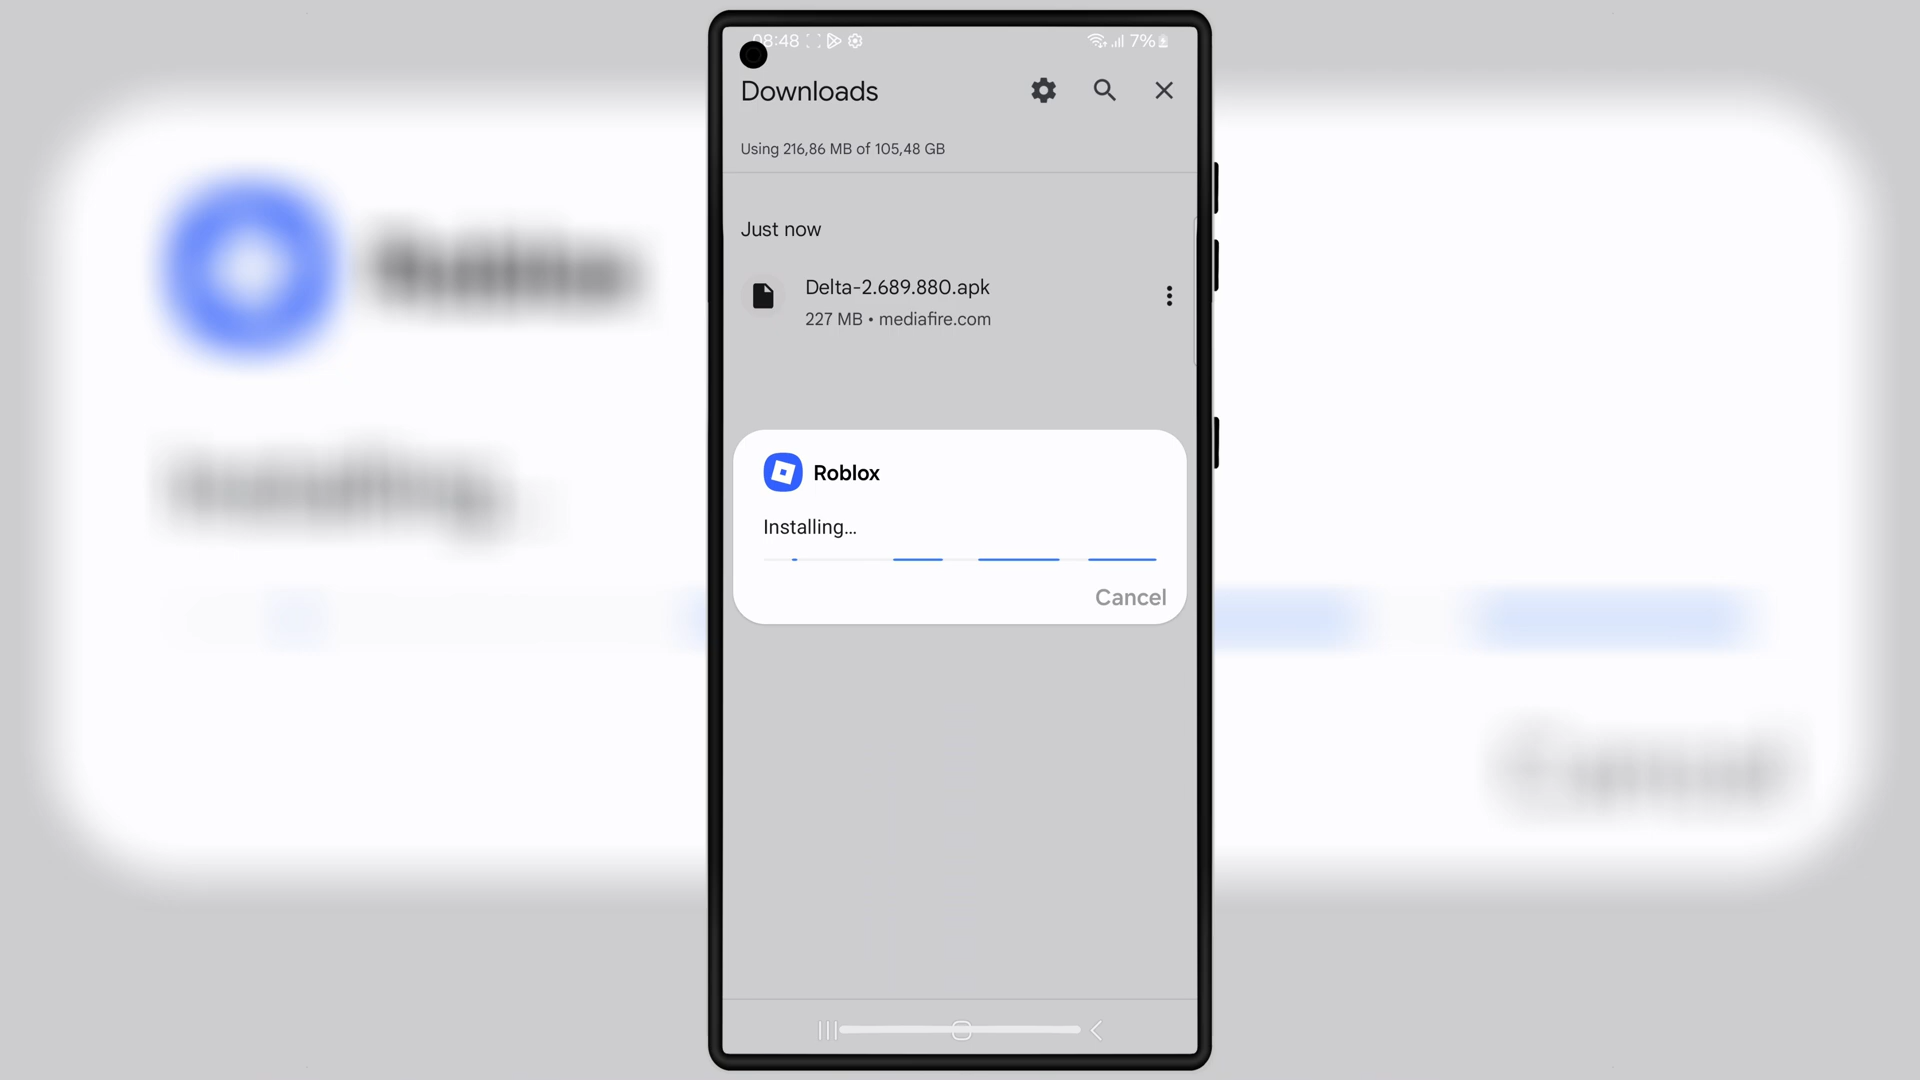 08:48 7%
Downloads
Using 216,86 MB of 105,48 GB
Just now
Delta-2.689.880.apk
227 MB • mediafire.com
Roblox
Installing...
Cancel